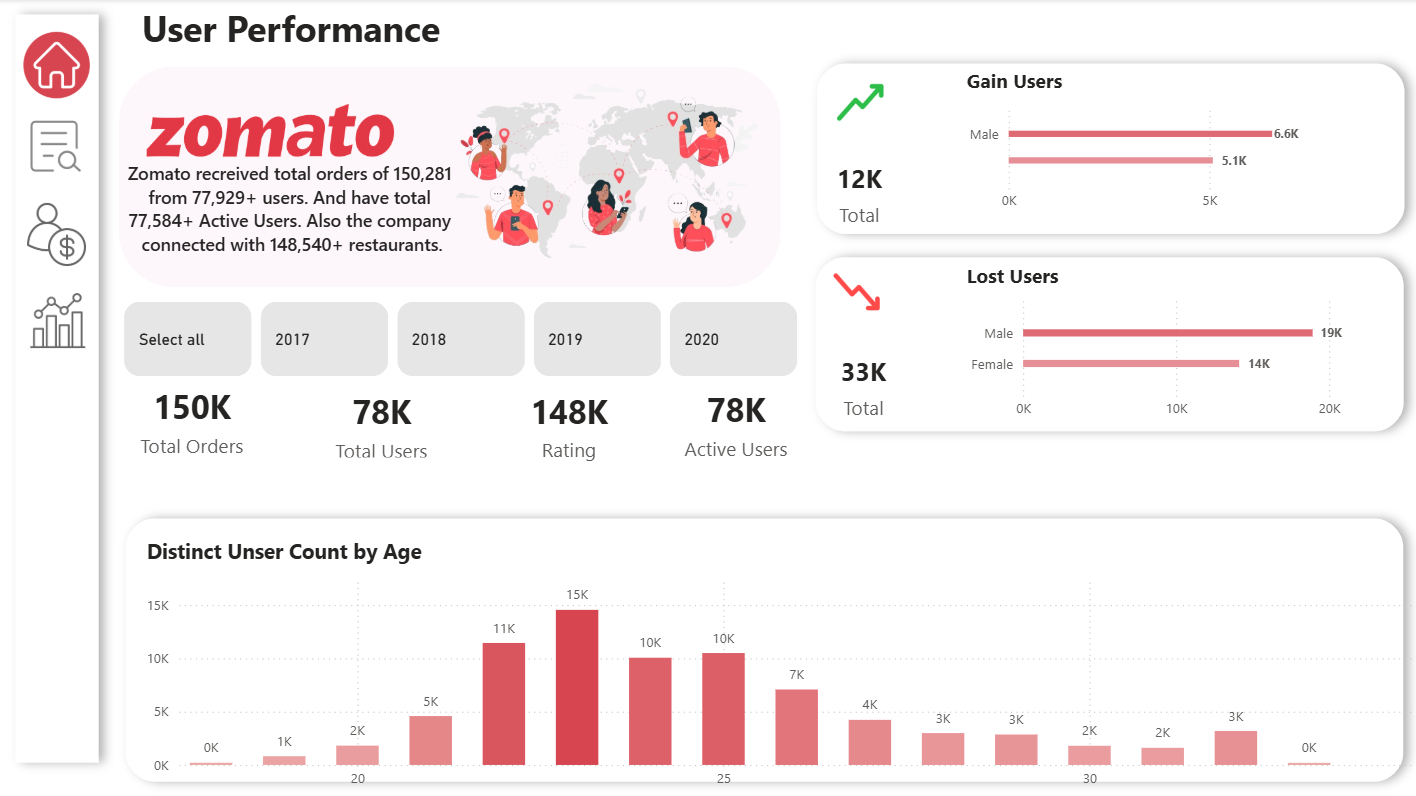 User Performance
zomato
Zomato recreived total orders of 150,281
from 77,929+ users. And have total
77,584+ Active Users. Also the company
connected with 148,540+ restaurants.
Gain Users
Male
6.6K
5.1K
0K
5K
12K
Total
Lost Users
Male
19K
Female
14K
0K
10K
20K
33K
Total
Select all
2017
2018
2019
2020
150K
Total Orders
78K
Total Users
148K
Rating
78K
Active Users
Distinct Unser Count by Age
15K
10K
5K
0K
0K
1K
2K
5K
11K
15K
10K
10K
7K
4K
3K
3K
2K
2K
3K
0K
20
25
30